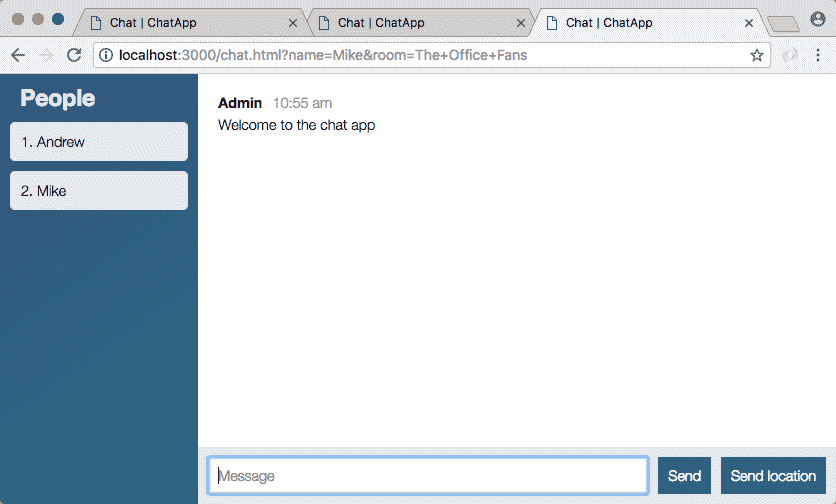 Chat | ChatApp
Chat | ChatApp
Chat | ChatApp
localhost:3000/chat.html?name=Mike&room=The+Office+Fans
People
1. Andrew
2. Mike
Admin 10:55 am
Welcome to the chat app
Message
Send
Send location